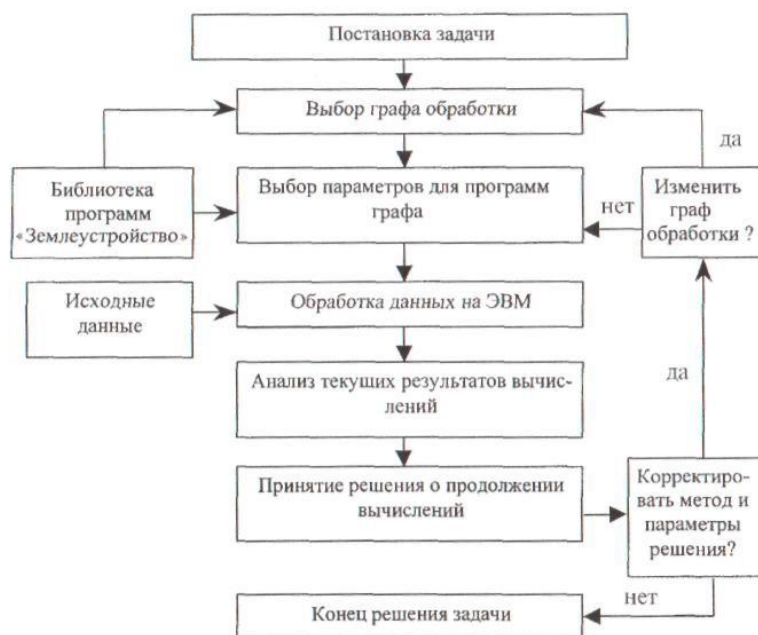 Постановка задачи
Выбор графа обработки
да
Библиотека
программ
«Землеустройство»
Выбор параметров для программ
графа
нет
Изменить
граф
обработки ?
Исходные
данные
Обработка данных на ЭВМ
Анализ текущих результатов вычис-
лений
да
Принятие решения о продолжении
вычислений
Корректиро-
вать метод и
параметры
решения?
нет
Конец решения задачи